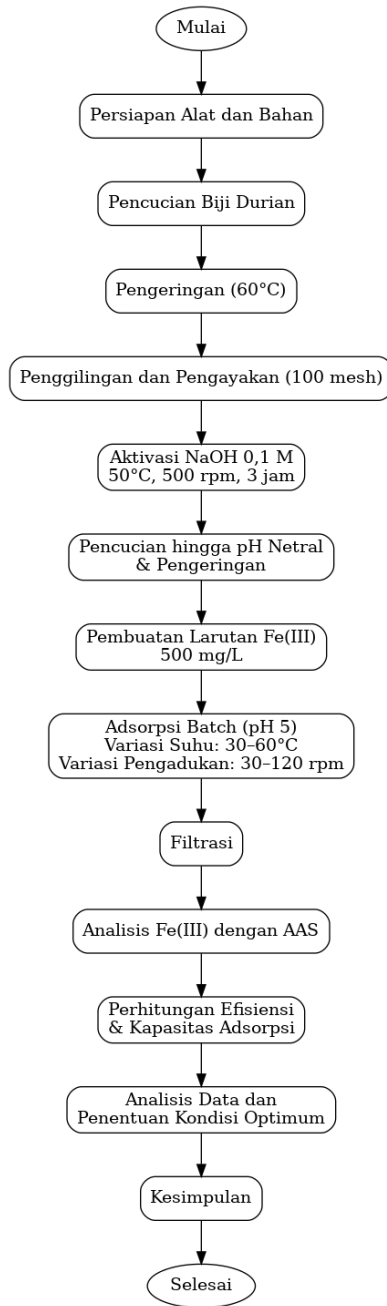 Mulai
Persiapan Alat dan Bahan
Pencucian Biji Durian
Pengeringan (60°C)
Penggilingan dan Pengayakan (100 mesh)
Aktivasi NaOH 0,1 M
50°C, 500 rpm, 3 jam
Pencucian hingga pH Netral
& Pengeringan
Pembuatan Larutan Fe(III)
500 mg/L
Adsorpsi Batch (pH 5)
Variasi Suhu: 30–60°C
Variasi Pengadukan: 30–120 rpm
Filtrasi
Analisis Fe(III) dengan AAS
Perhitungan Efisiensi
& Kapasitas Adsorpsi
Analisis Data dan
Penentuan Kondisi Optimum
Kesimpulan
Selesai